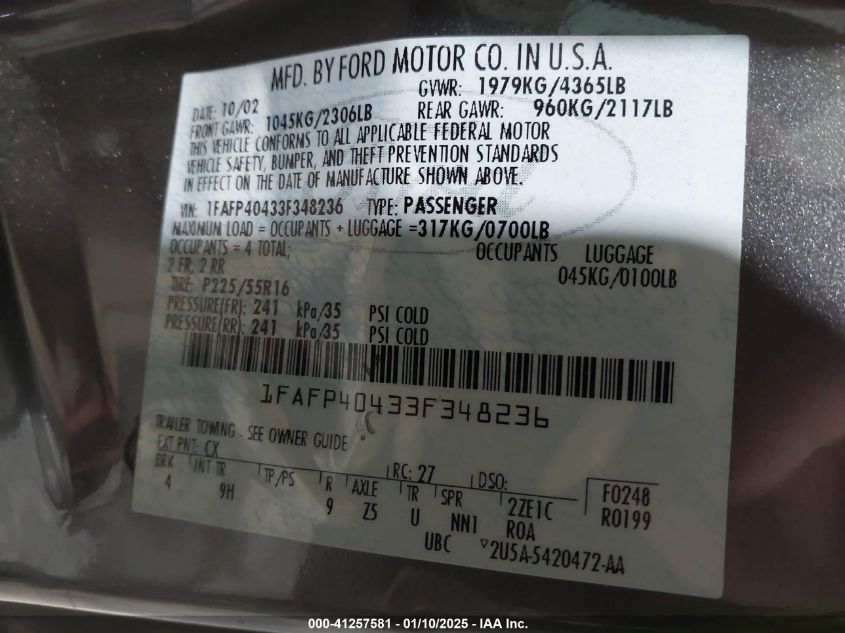 MFD. BY FORD MOTOR CO. IN U.S.A.
DATE: 10/02 GVWR: 1979KG/4365LB
FRONT GAWR: 1045KG/2306LB REAR GAWR: 960KG/2117LB
THIS VEHICLE CONFORMS TO ALL APPLICABLE FEDERAL MOTOR
VEHICLE SAFETY, BUMPER, AND THEFT PREVENTION STANDARDS
IN EFFECT ON THE DATE OF MANUFACTURE SHOWN ABOVE.
VIN: 1FAFP40433F348236 TYPE: PASSENGER
MAXIMUM LOAD = OCCUPANTS + LUGGAGE =317KG/0700LB
OCCUPANTS = 4 TOTAL; OCCUPANTS LUGGAGE
2 FR, 2 RR 045KG/0100LB
TIRE: P225/55R16
PRESSURE(FR): 241 kPa/35 PSI COLD
PRESSURE(RR): 241 kPa/35 PSI COLD
1FAFP40433F348236
TRAILER TOWING - SEE OWNER GUIDE
EXT PNT: CX RC: 27 DSO:
BRK INT TR TP/PS R AXLE TR SPR 2ZE1C F0248
4 9H 9 Z5 U NN1 ROA R0199
UBC 2U5A-5420472-AA
000-41257581 - 01/10/2025 - IAA Inc.